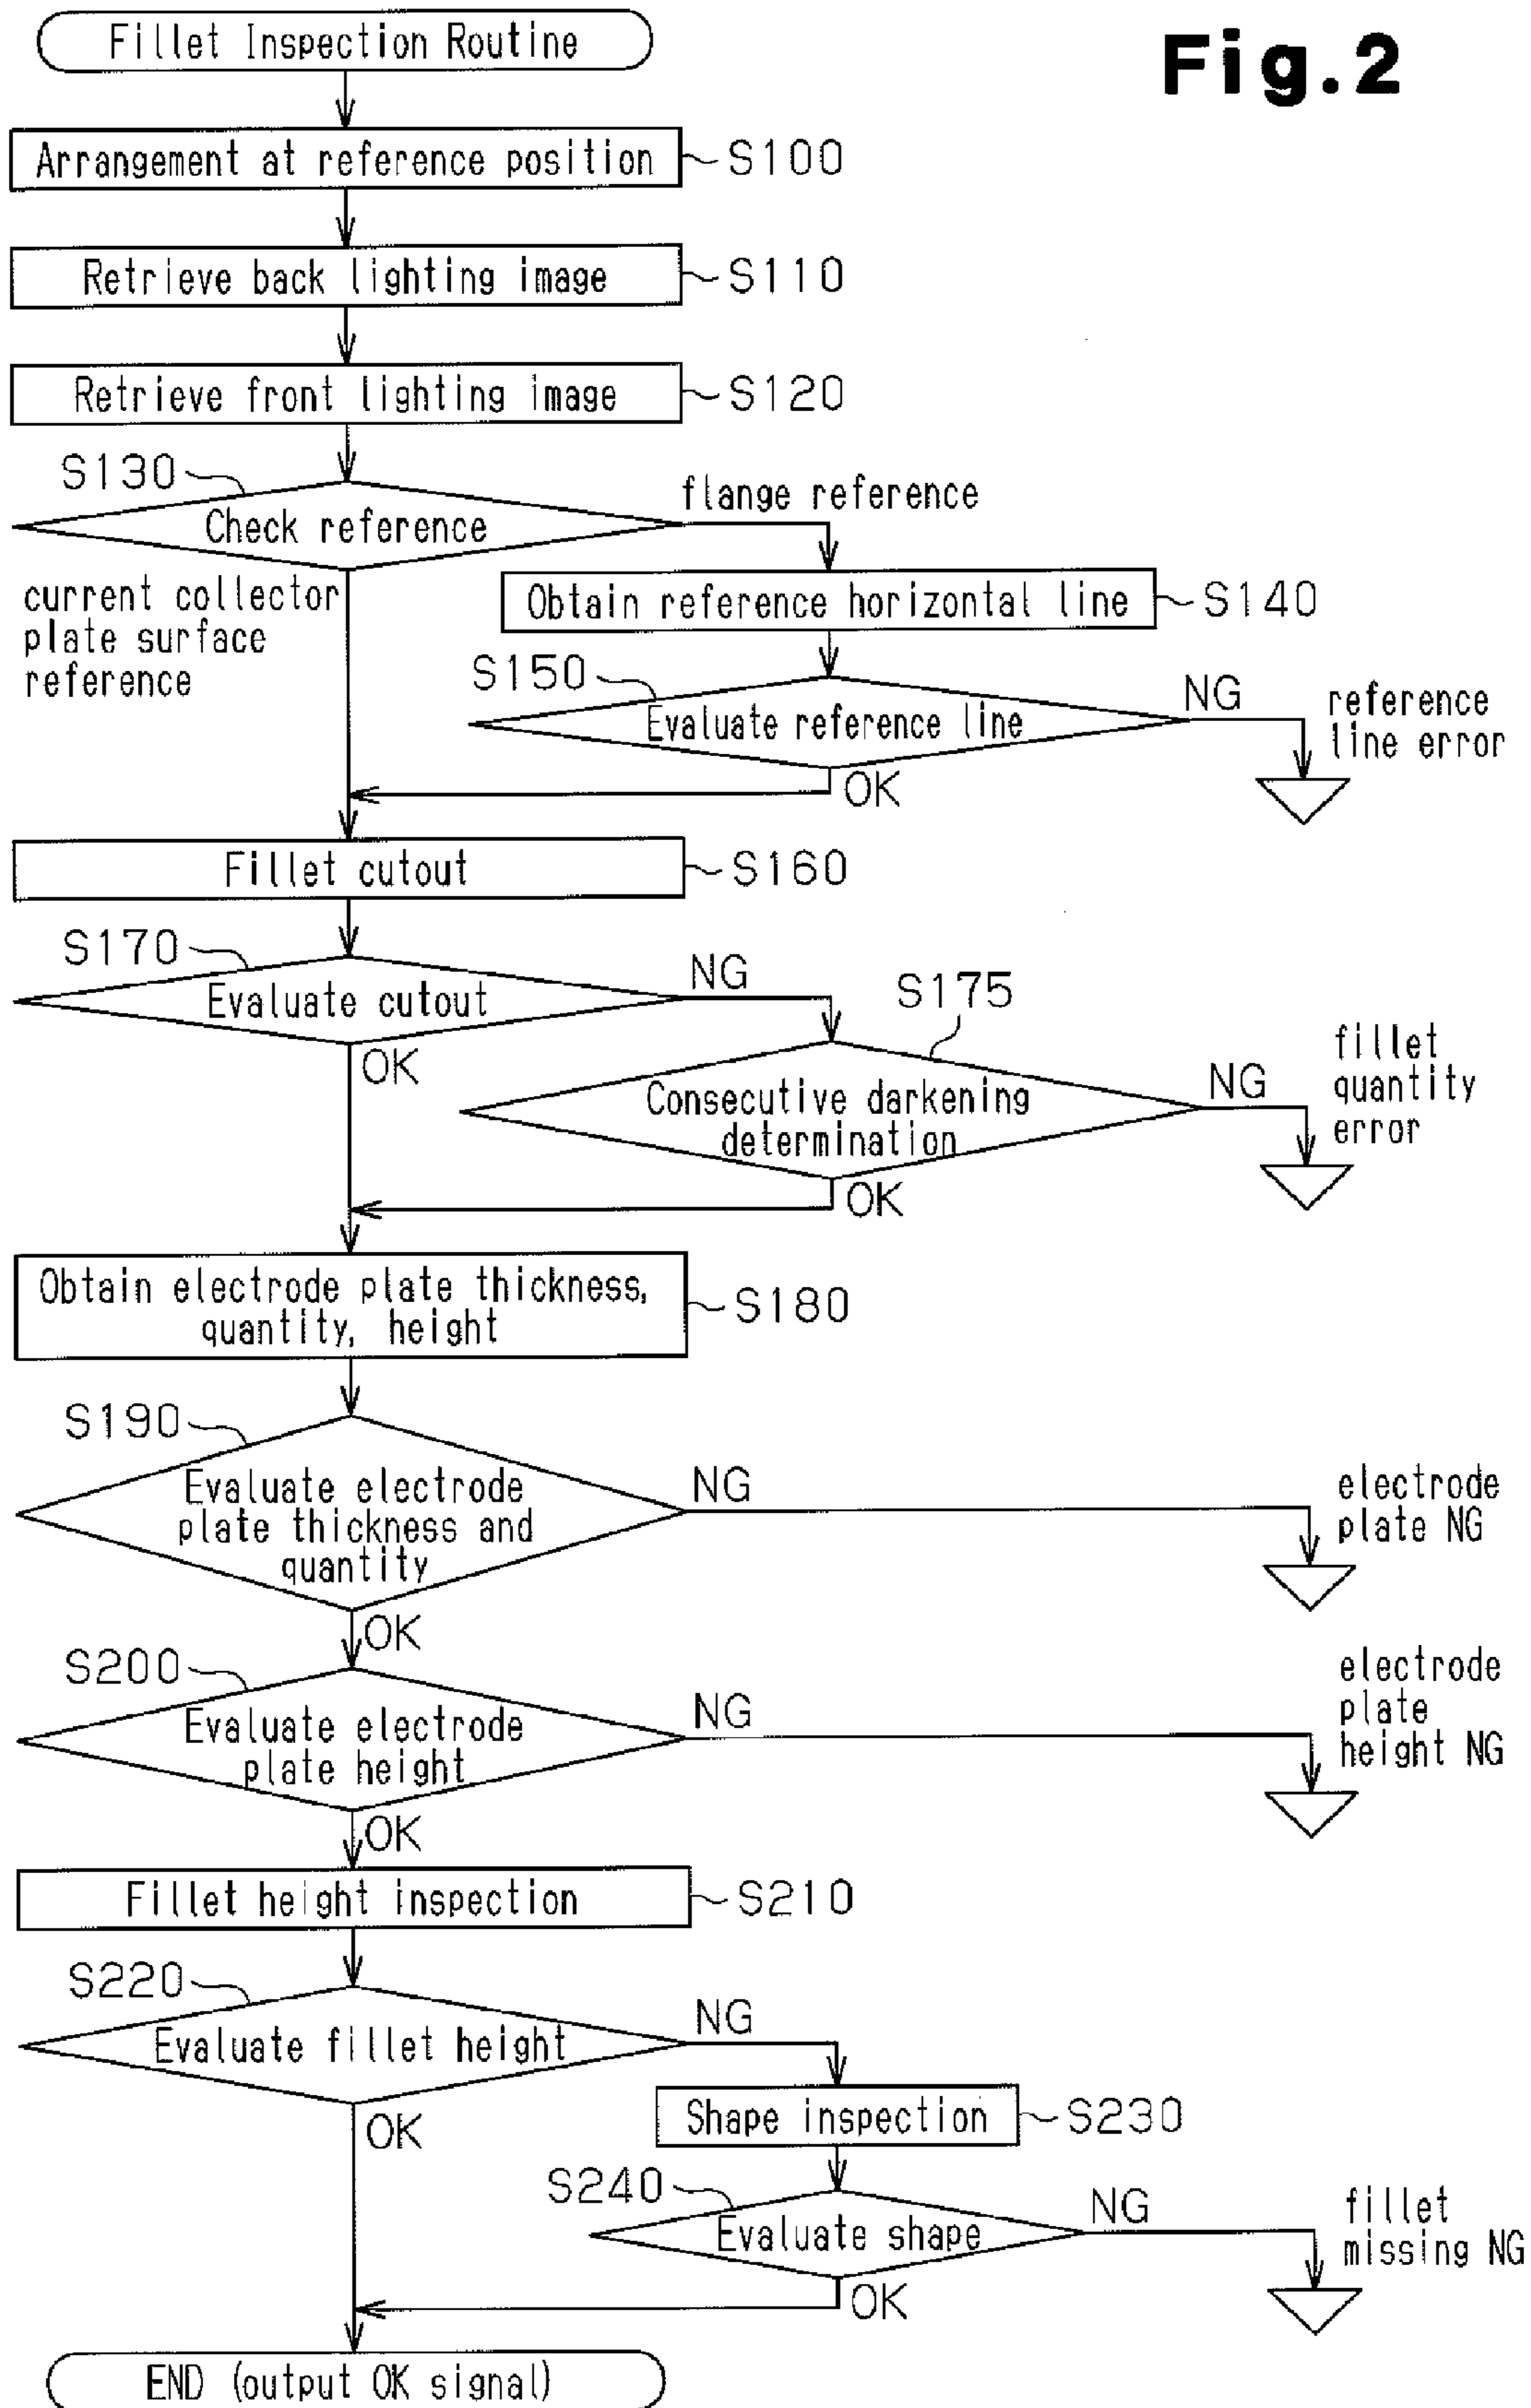 Fig.2
Fillet Inspection Routine
Arrangement at reference position
S100
Retrieve back lighting image
S110
Retrieve front lighting image
S120
S130
Check reference
flange reference
current collector
plate surface
reference
Obtain reference horizontal line
S140
S150
Evaluate reference line
NG
reference
line error
OK
Fillet cutout
S160
S170
Evaluate cutout
NG
OK
S175
Consecutive darkening
determination
NG
fillet
quantity
error
OK
Obtain electrode plate thickness,
quantity, height
S180
S190
Evaluate electrode
plate thickness and
quantity
NG
electrode
plate NG
OK
S200
Evaluate electrode
plate height
NG
electrode
plate
height NG
OK
Fillet height inspection
S210
S220
Evaluate fillet height
NG
OK
Shape inspection
S230
S240
Evaluate shape
NG
fillet
missing NG
OK
END (output OK signal)